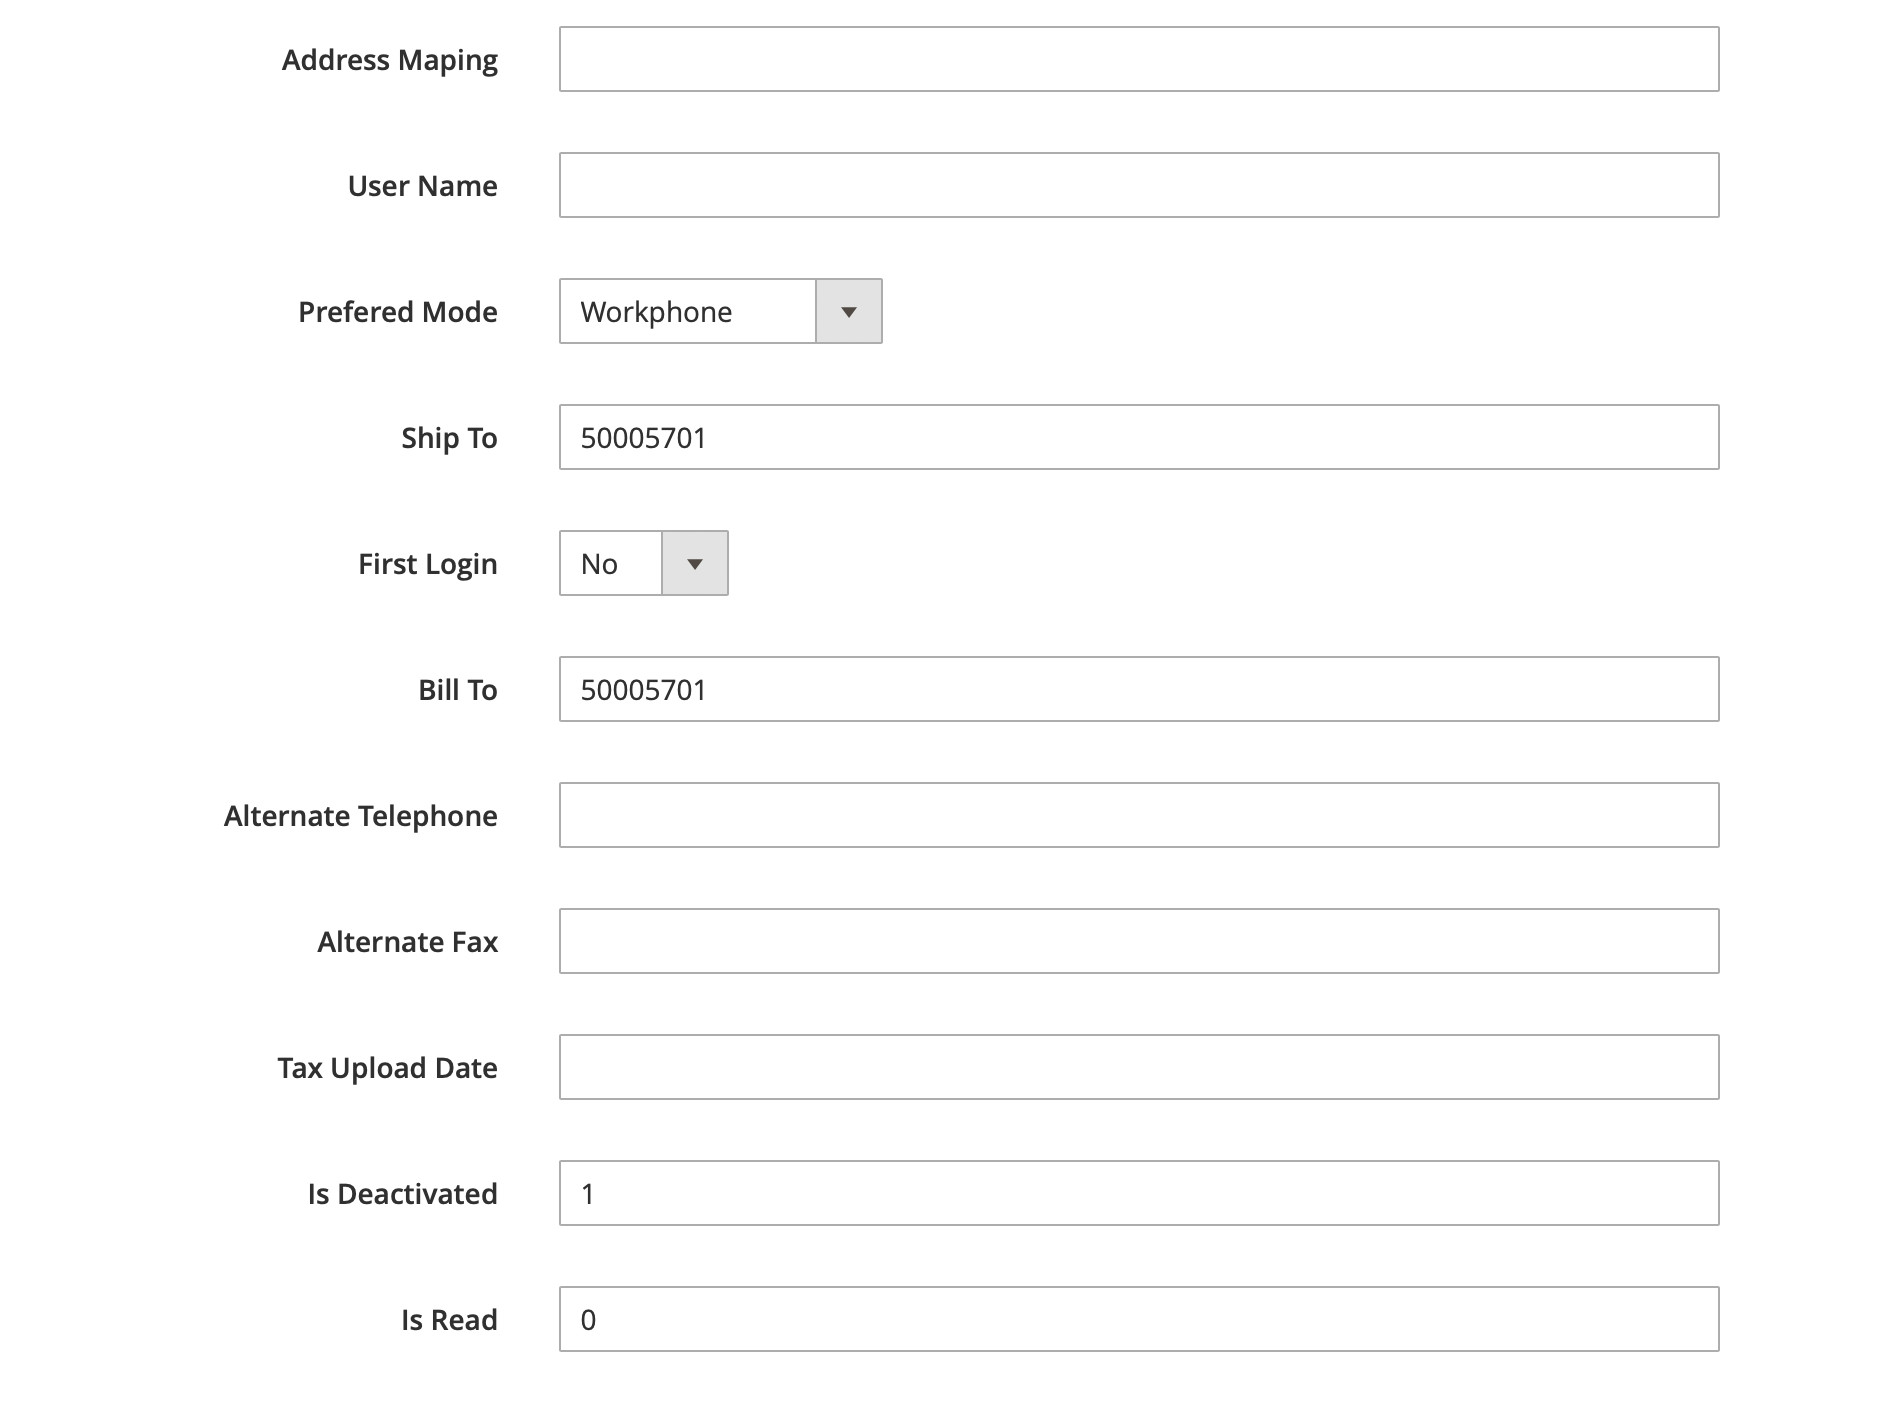 Address Maping
User Name
Prefered Mode Workphone
Ship To 50005701
First Login No
Bill To 50005701
Alternate Telephone
Alternate Fax
Tax Upload Date
Is Deactivated 1
Is Read 0